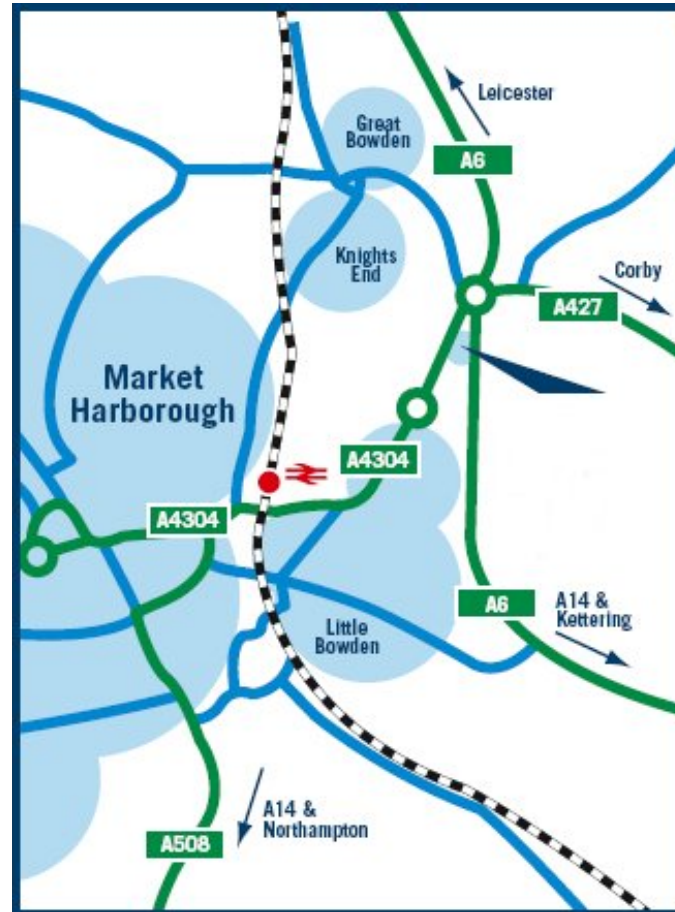 Leicester
Great
Bowden
A6
Knights
End
Corby
A427
Market
Harborough
A4304
A4304
A6
A14 &
Kettering
Little
Bowden
A14 &
Northampton
A508